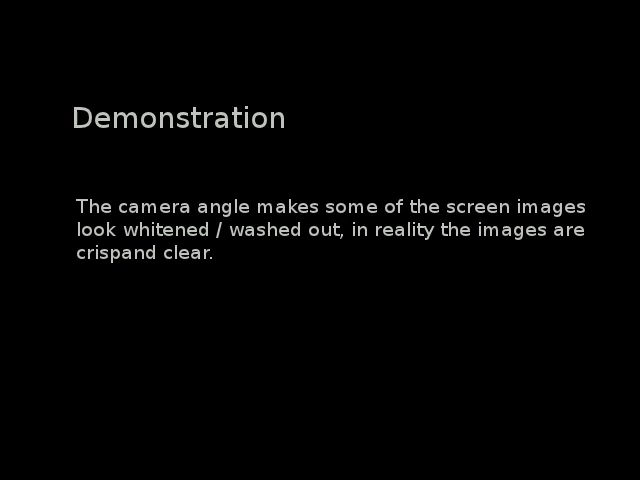 Demonstration
The camera angle makes some of the screen images
look whitened / washed out, in reality the images are
crispand clear.